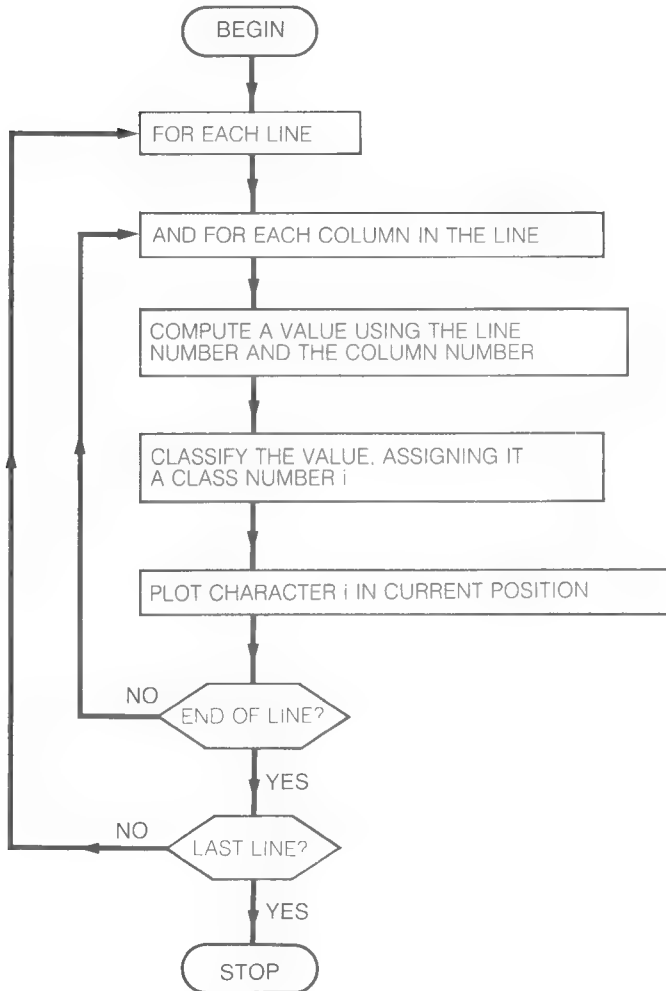 BEGIN
FOR EACH LINE
AND FOR EACH COLUMN IN THE LINE
COMPUTE A VALUE USING THE LINE
NUMBER AND THE COLUMN NUMBER
CLASSIFY THE VALUE, ASSIGNING IT
A CLASS NUMBER i
PLOT CHARACTER i IN CURRENT POSITION
NO
END OF LINE?
YES
NO
LAST LINE?
YES
STOP